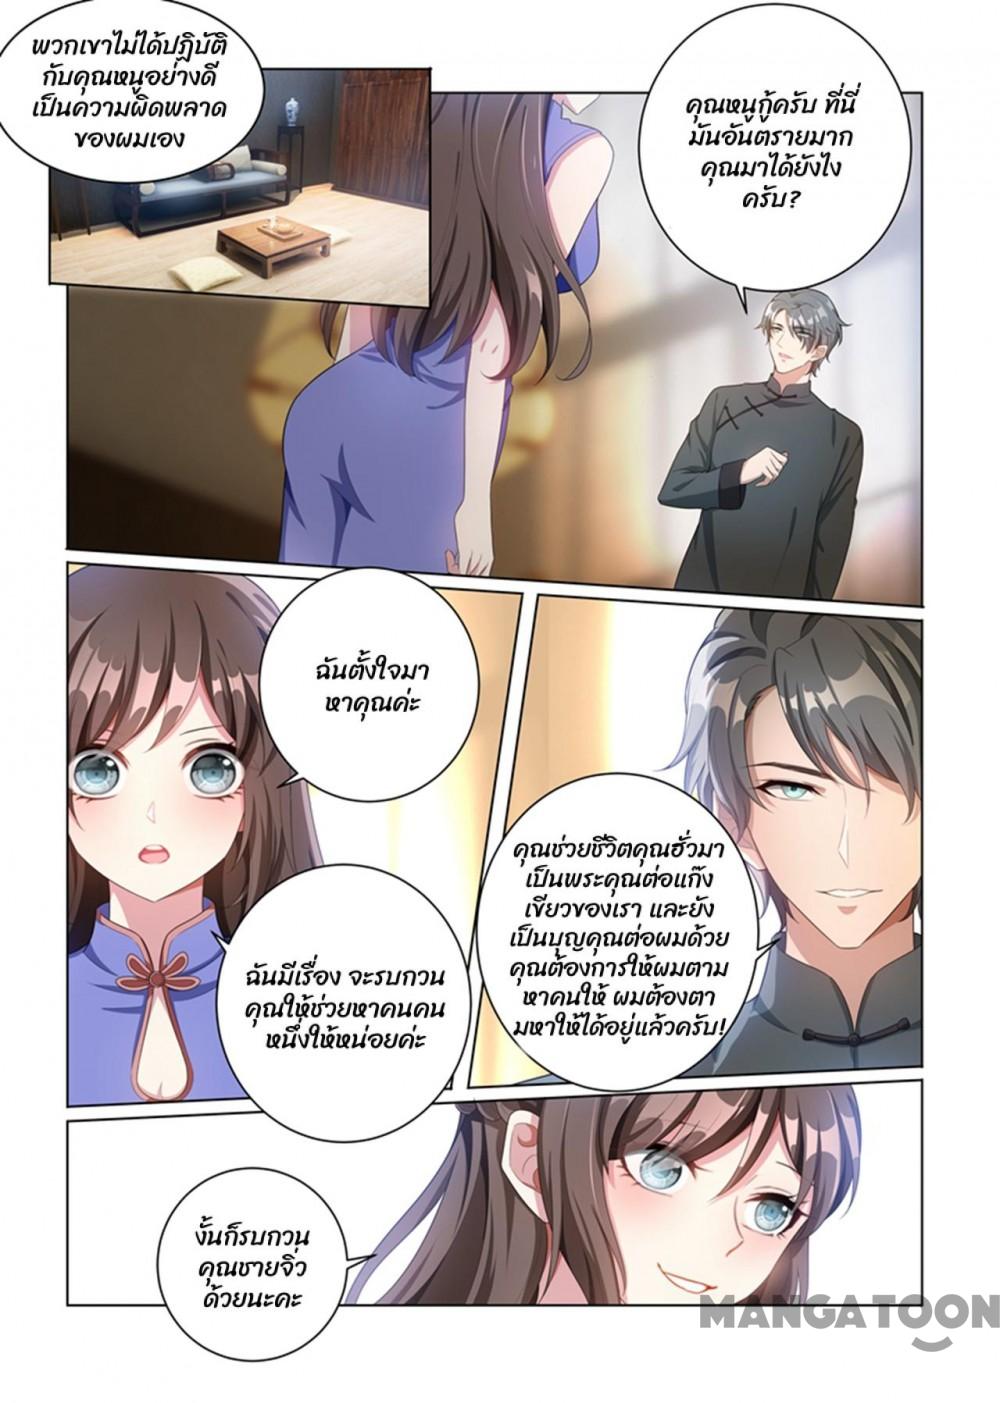 พวกเขาไม่ได้ปฏิบัติ
กับคุณหนูอย่างดี
เป็นความผิดพลาด
ของผมเอง
คุณหนูกู้ครับ ที่นี่
มันอันตรายมาก
คุณมาได้ยังไง
ครับ?
ฉันตั้งใจมา
หาคุณค่ะ
ฉันมีเรื่อง จะรบกวน
คุณให้ช่วยหาคนคน
หนึ่งให้หน่อยค่ะ
คุณช่วยชีวิตคุณฮั่วมา
เป็นพระคุณต่อแก๊ง
เขียวของเรา และยัง
เป็นบุญคุณต่อผมด้วย
คุณต้องการให้ผมตาม
หาคนให้ ผมต้องตา
มหาให้ได้อยู่แล้วครับ!
งั้นก็รบกวน
คุณชายจิ่ว
ด้วยนะคะ
MANGATOON